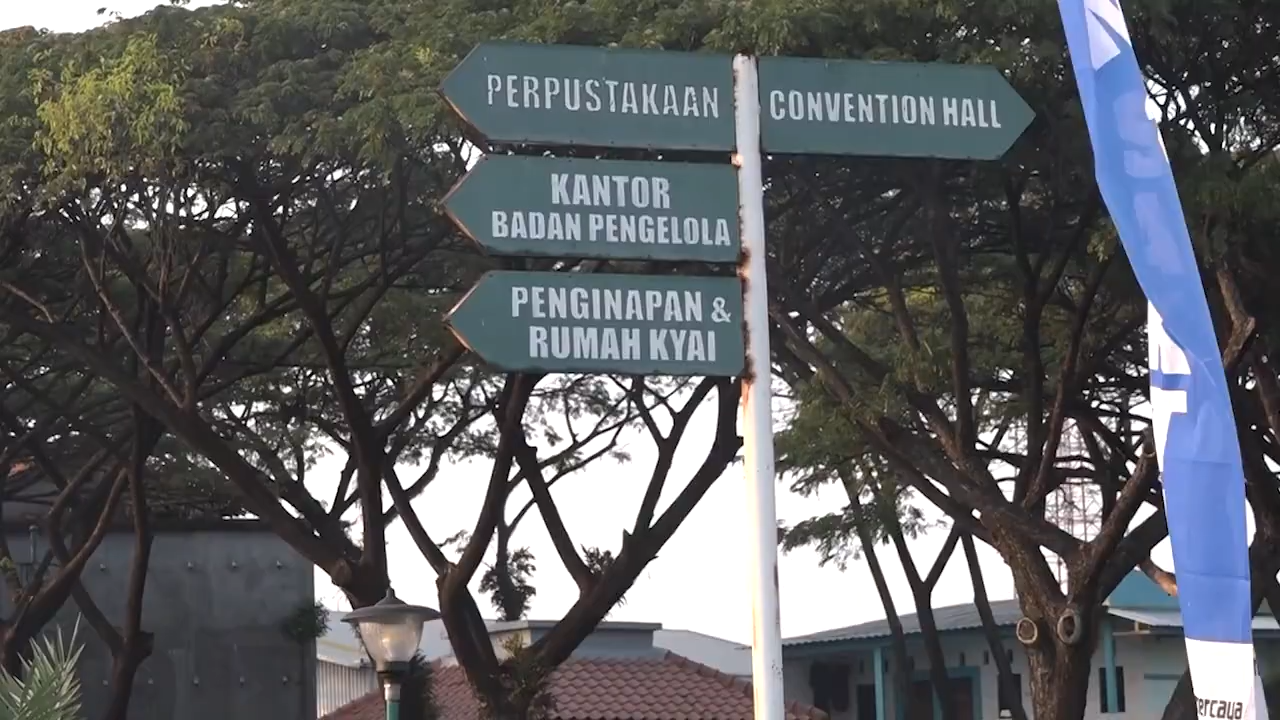 PERPUSTAKAAN
CONVENTION HALL
KANTOR
BADAN PENGELOLA
PENGINAPAN &
RUMAH KYAI